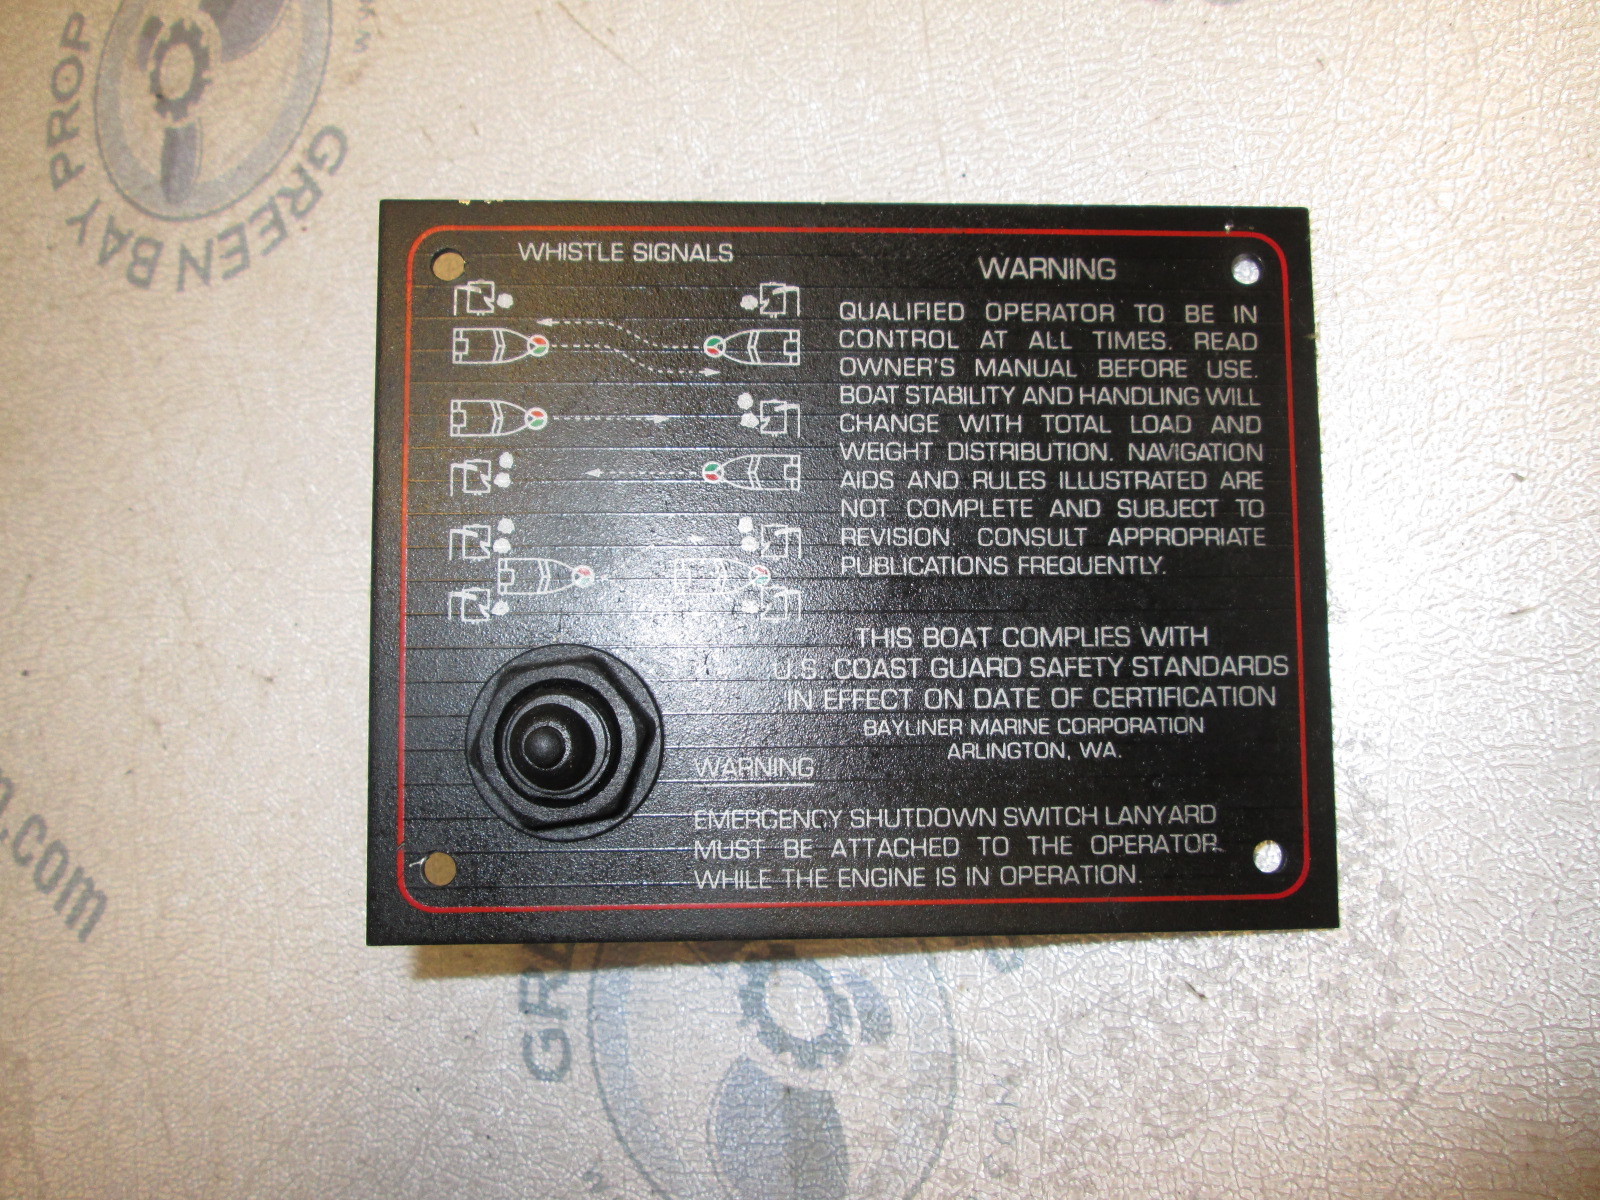 PROP
GREEN BAY
WHISTLE SIGNALS
WARNING
QUALIFIED OPERATOR TO BE IN
CONTROL AT ALL TIMES. READ
OWNER'S MANUAL BEFORE USE.
BOAT STABILITY AND HANDLING WILL
CHANGE WITH TOTAL LOAD AND
WEIGHT DISTRIBUTION. NAVIGATION
AIDS AND RULES ILLUSTRATED ARE
NOT COMPLETE AND SUBJECT TO
REVISION. CONSULT APPROPRIATE
PUBLICATIONS FREQUENTLY.
THIS BOAT COMPLIES WITH
U.S. COAST GUARD SAFETY STANDARDS
IN EFFECT ON DATE OF CERTIFICATION
BAYLINER MARINE CORPORATION
ARLINGTON, WA.
WARNING
EMERGENCY SHUTDOWN SWITCH LANYARD
MUST BE ATTACHED TO THE OPERATOR
WHILE THE ENGINE IS IN OPERATION.
.com
GR